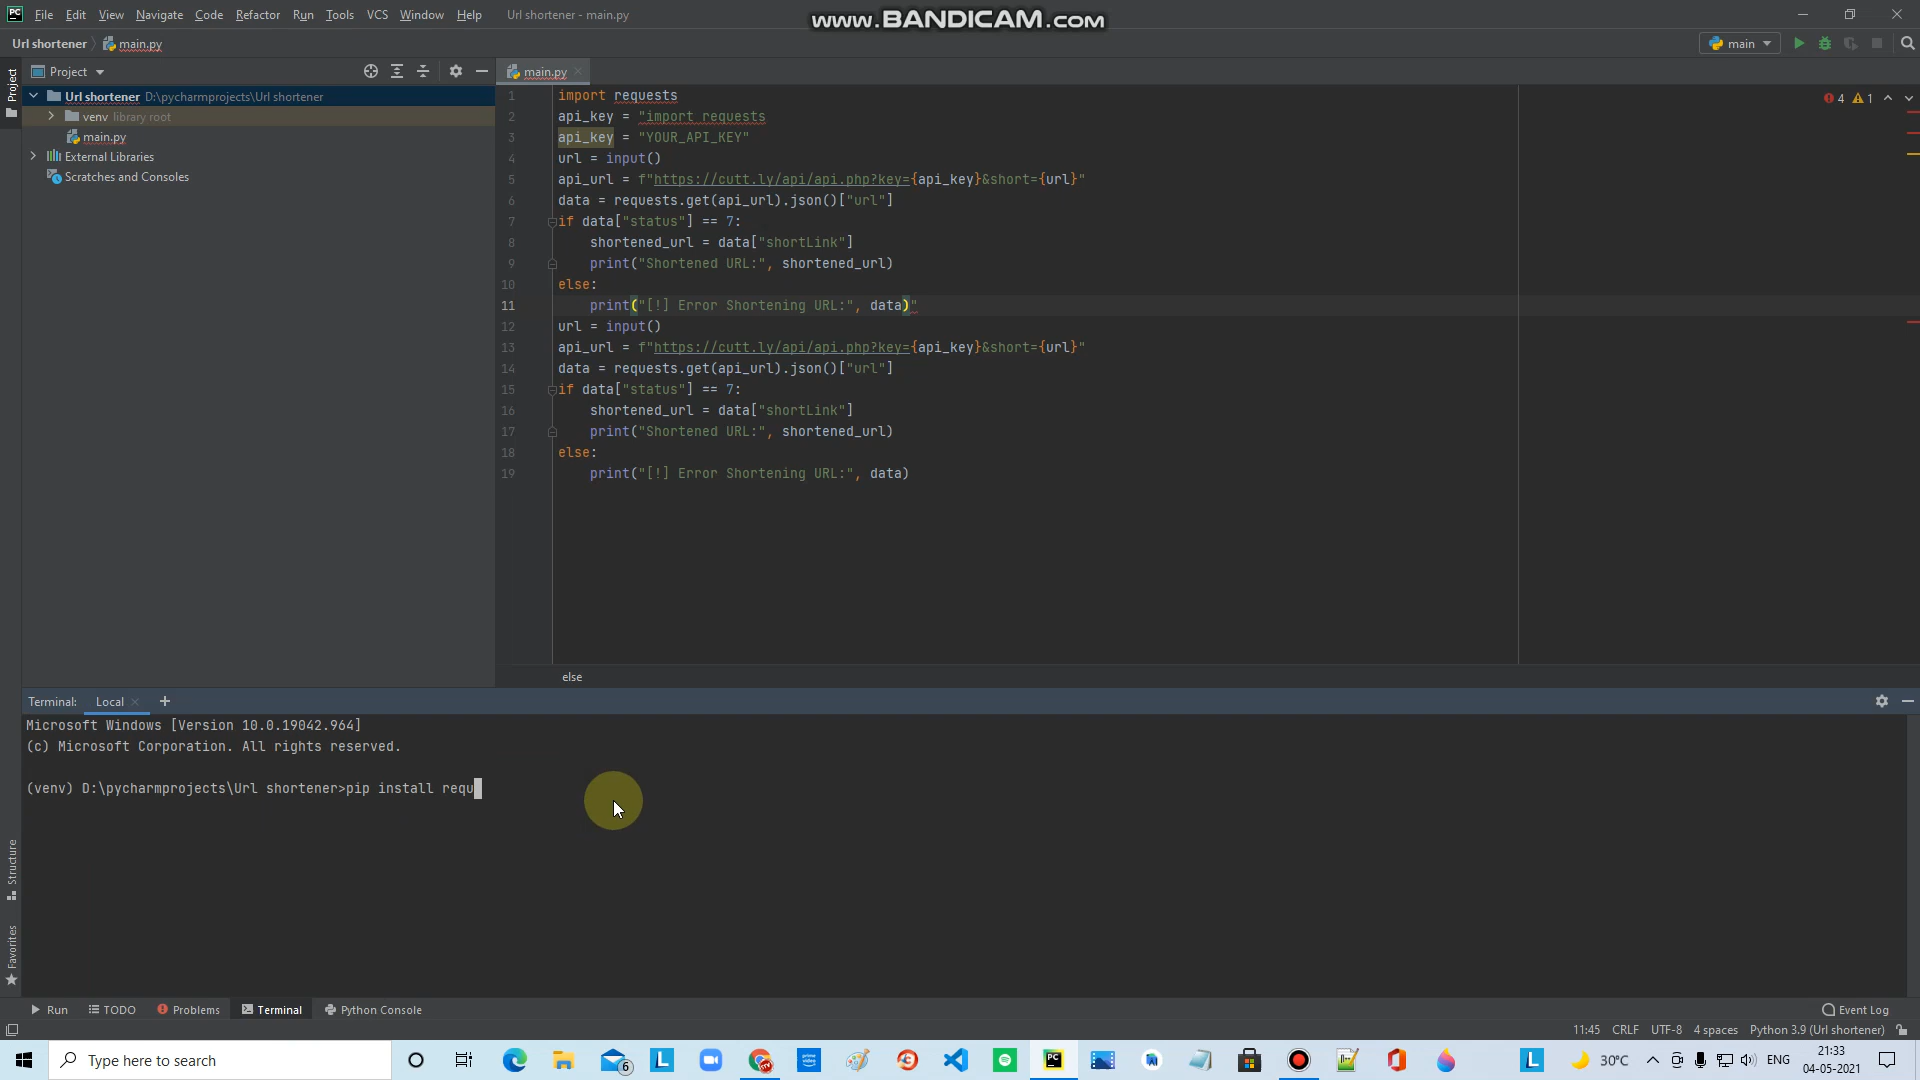 File Edit View Navigate Code Refactor Run Tools VCS Window Help Url shortener - main.py
www.BANDICAM.com
Url shortener main.py
main
Project
Project
main.py
Url shortener D:\pycharmprojects\Url shortener
venv library root
main.py
External Libraries
Scratches and Consoles
4 1
1 import requests
2 api_key = "import requests
3 api_key = "YOUR_API_KEY"
4 url = input()
5 api_url = f"https://cutt.ly/api/api.php?key={api_key}&short={url}"
6 data = requests.get(api_url).json()["url"]
7 if data["status"] == 7:
8 shortened_url = data["shortLink"]
9 print("Shortened URL:", shortened_url)
10 else:
11 print("[!] Error Shortening URL:", data)"
12 url = input()
13 api_url = f"https://cutt.ly/api/api.php?key={api_key}&short={url}"
14 data = requests.get(api_url).json()["url"]
15 if data["status"] == 7:
16 shortened_url = data["shortLink"]
17 print("Shortened URL:", shortened_url)
18 else:
19 print("[!] Error Shortening URL:", data)
else
Terminal: Local
Microsoft Windows [Version 10.0.19042.964]
(c) Microsoft Corporation. All rights reserved.
(venv) D:\pycharmprojects\Url shortener>pip install requ
Structure
Favorites
Run TODO Problems Terminal Python Console Event Log
11:45 CRLF UTF-8 4 spaces Python 3.9 (Url shortener)
Type here to search
6
30°C ENG
21:33
04-05-2021